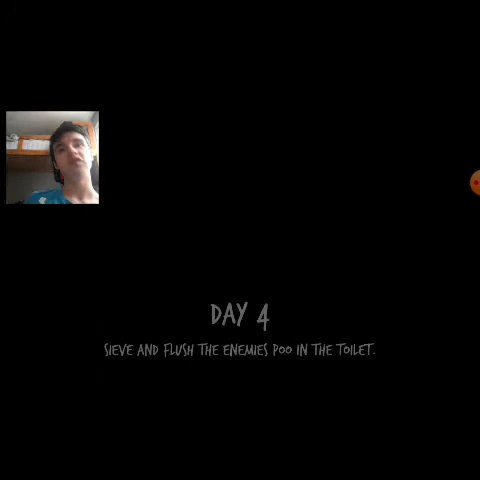 DAY 4
SIEVE AND FLUSH THE ENEMIES POO IN THE TOILET.